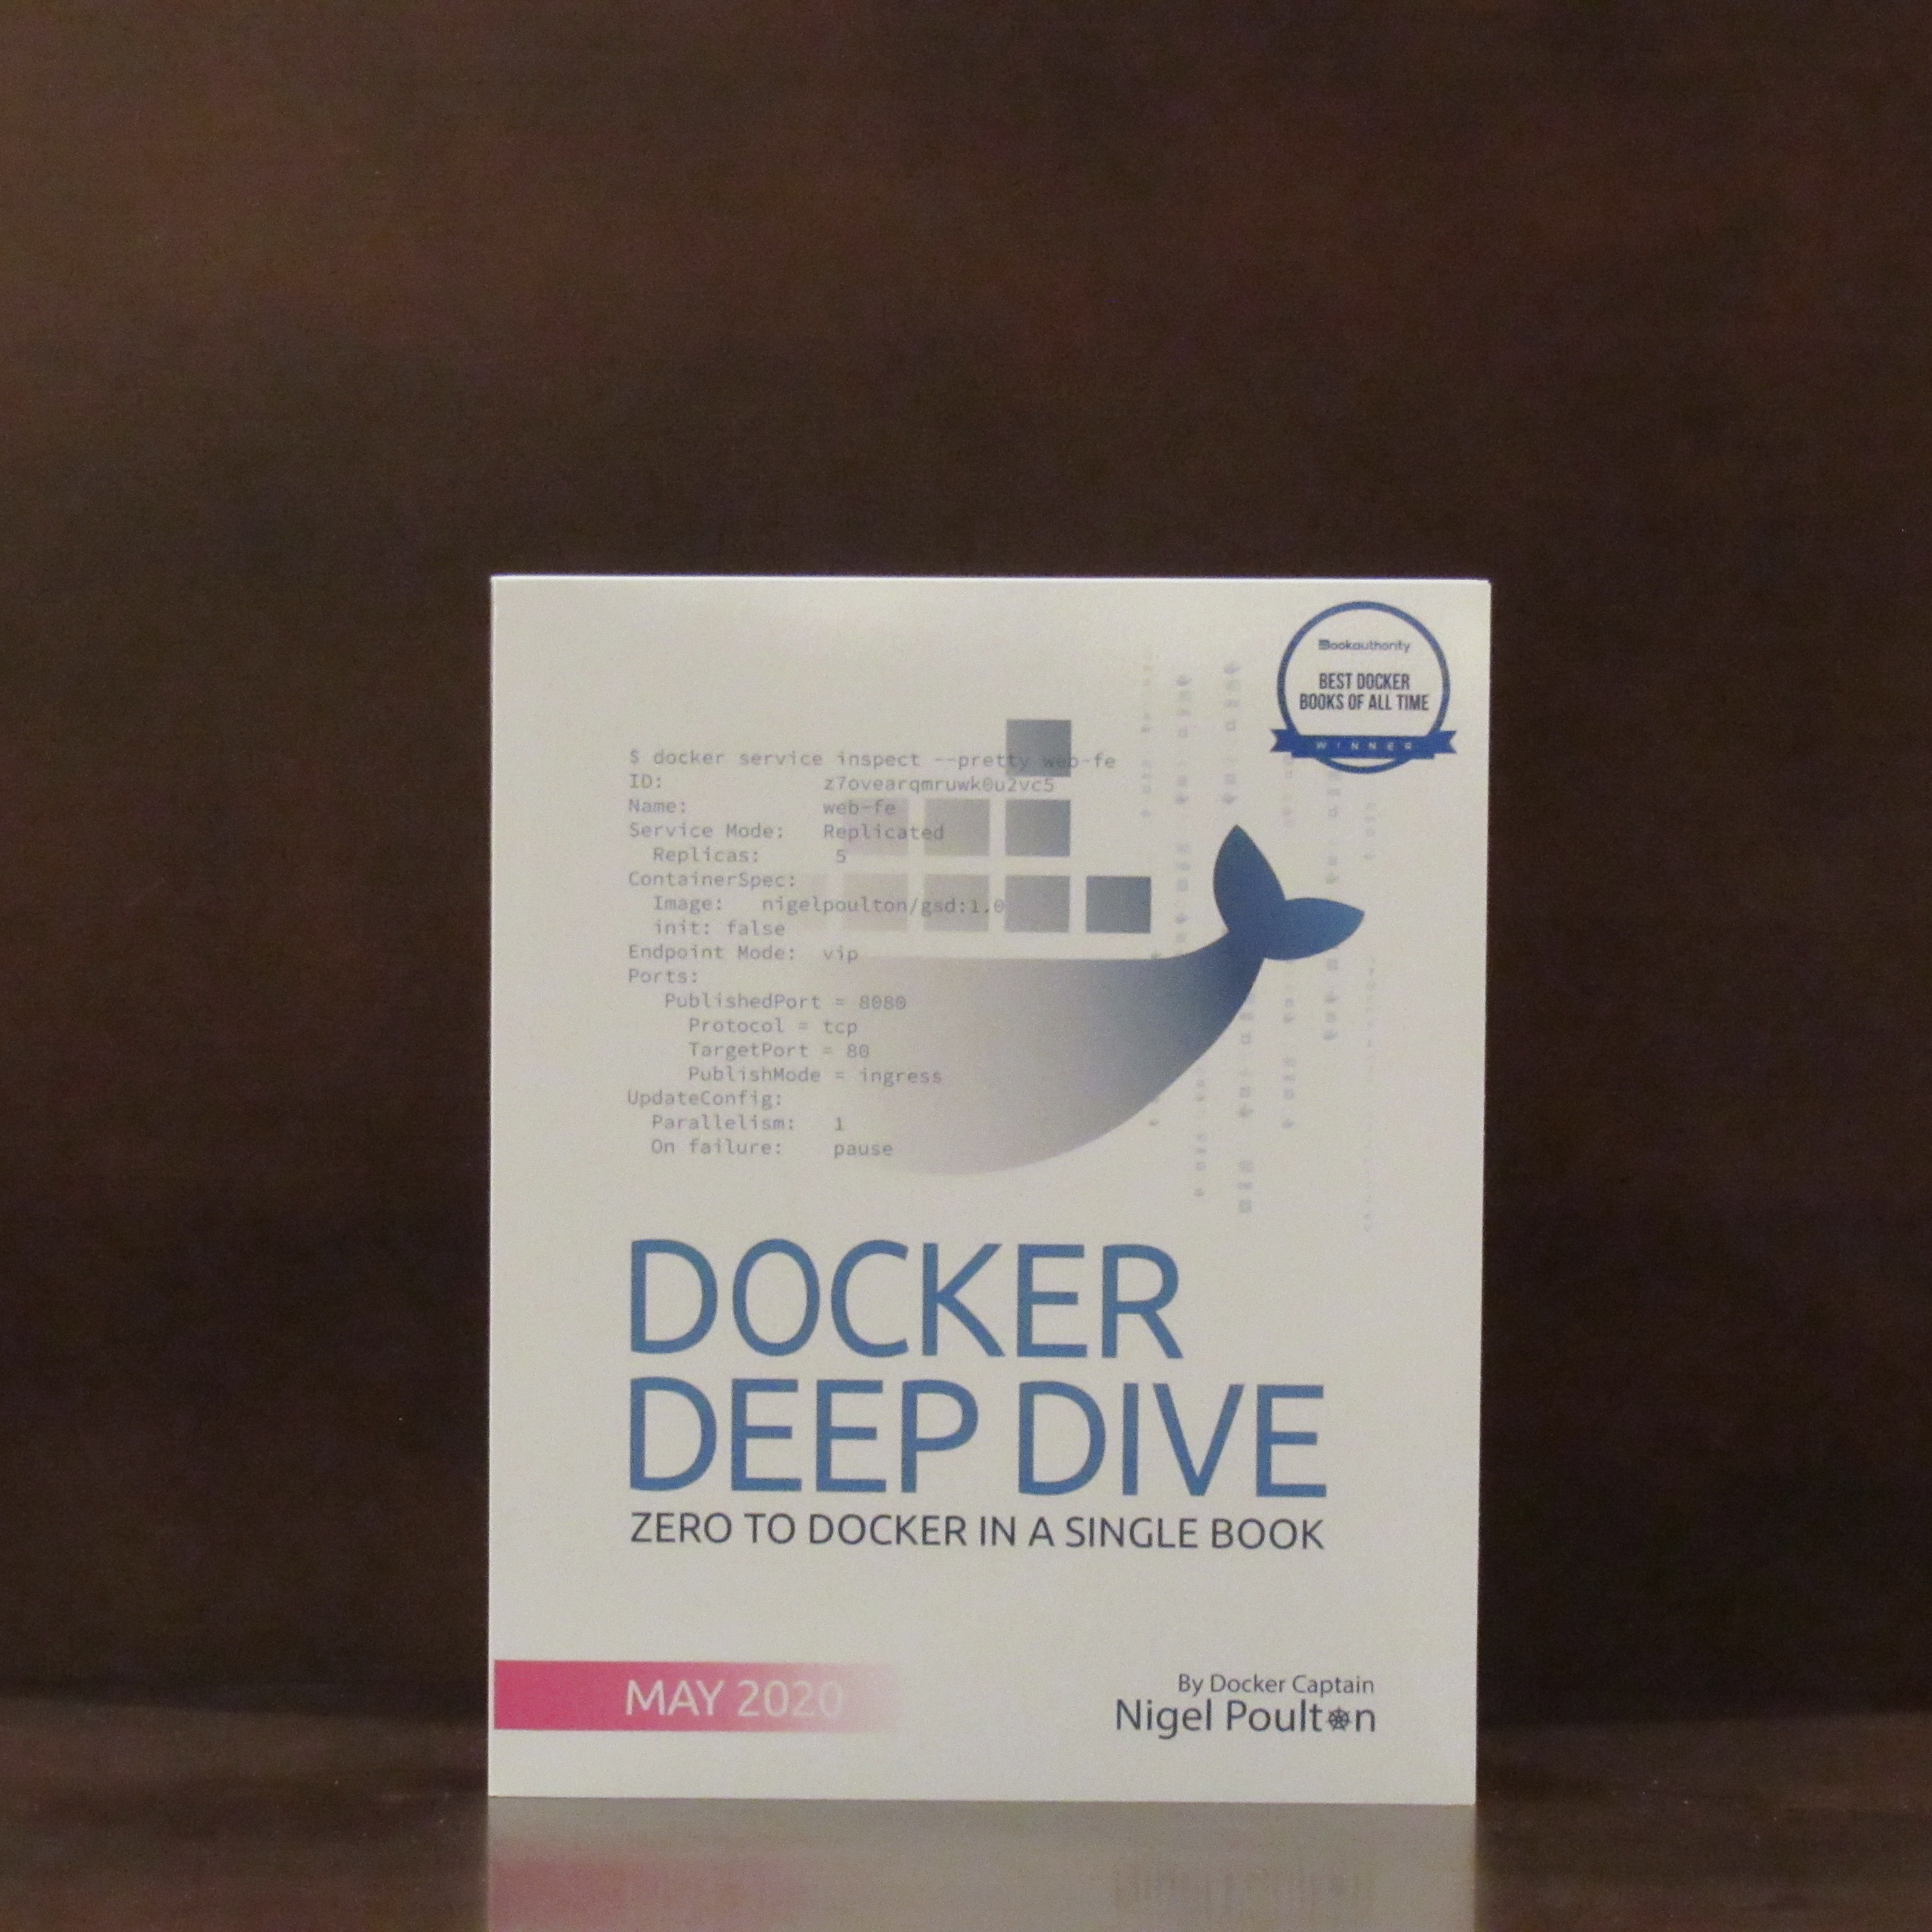 Bookauthority
BEST DOCKER
BOOKS OF ALL TIME
WINNER
$ docker service inspect --pretty web-fe
ID: z7ovearqmruwk0u2vc5
Name: web-fe
Service Mode: Replicated
Replicas: 5
ContainerSpec:
Image: nigelpoulton/gsd:1.0
init: false
Endpoint Mode: vip
Ports:
PublishedPort = 8080
Protocol = tcp
TargetPort = 80
PublishMode = ingress
UpdateConfig:
Parallelism: 1
On failure: pause
DOCKER
DEEP DIVE
ZERO TO DOCKER IN A SINGLE BOOK
MAY 2020
By Docker Captain
Nigel Poulton